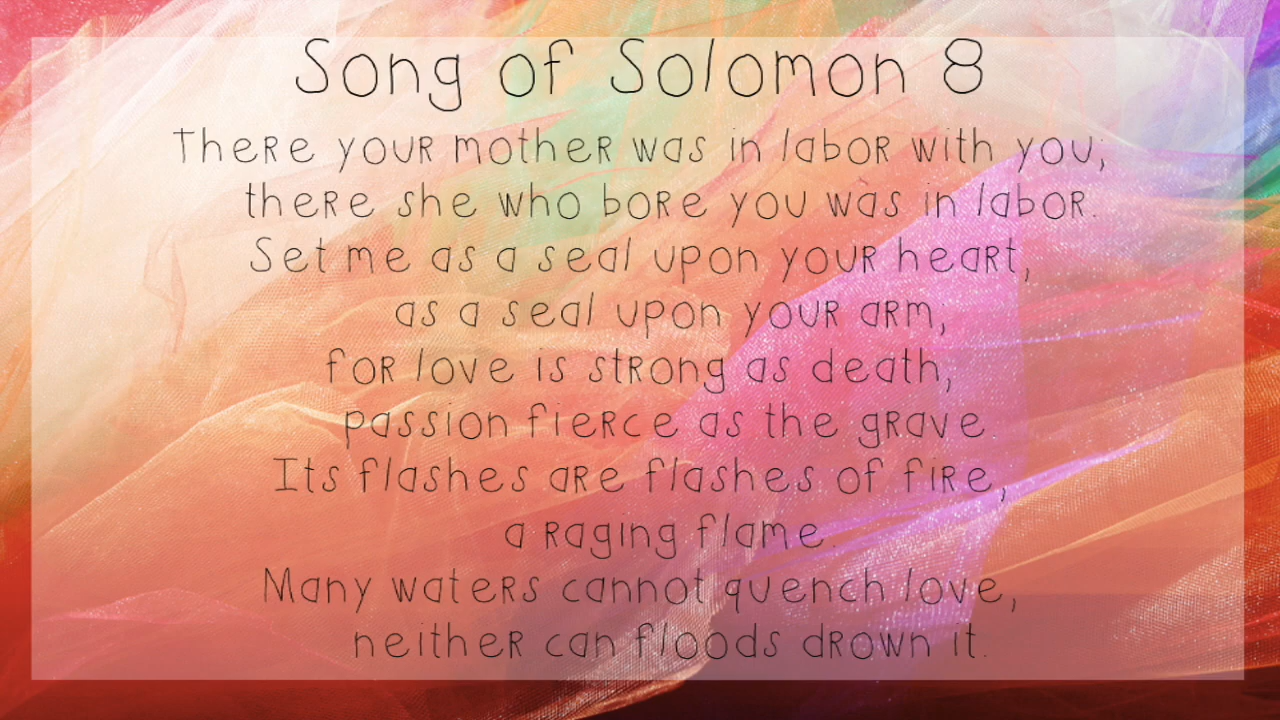 Song of Solomon 8
There your mother was in labor with you;
there she who bore you was in labor.
Set me as a seal upon your heart,
as a seal upon your arm;
for love is strong as death,
passion fierce as the grave
Its flashes are flashes of fire,
a raging flame.
Many waters cannot quench love,
neither can floods drown it.